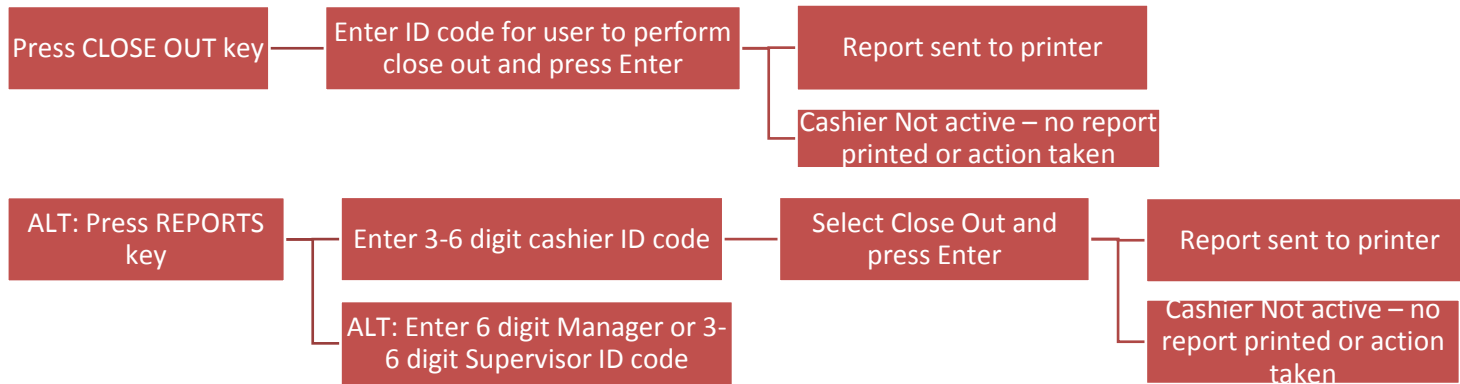 Press CLOSE OUT key
Enter ID code for user to perform
close out and press Enter
Report sent to printer
Cashier Not active – no report
printed or action taken
ALT: Press REPORTS
key
Enter 3-6 digit cashier ID code
Select Close Out and
press Enter
Report sent to printer
ALT: Enter 6 digit Manager or 3-
6 digit Supervisor ID code
Cashier Not active – no
report printed or action
taken